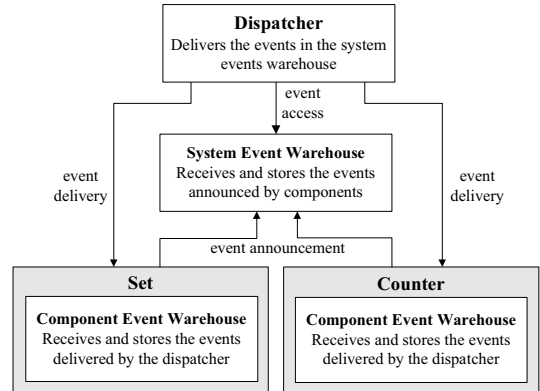 Dispatcher
Delivers the events in the system
events warehouse
event
access
System Event Warehouse
Receives and stores the events
announced by components
event
delivery
event
delivery
event announcement
Set
Component Event Warehouse
Receives and stores the events
delivered by the dispatcher
Counter
Component Event Warehouse
Receives and stores the events
delivered by the dispatcher